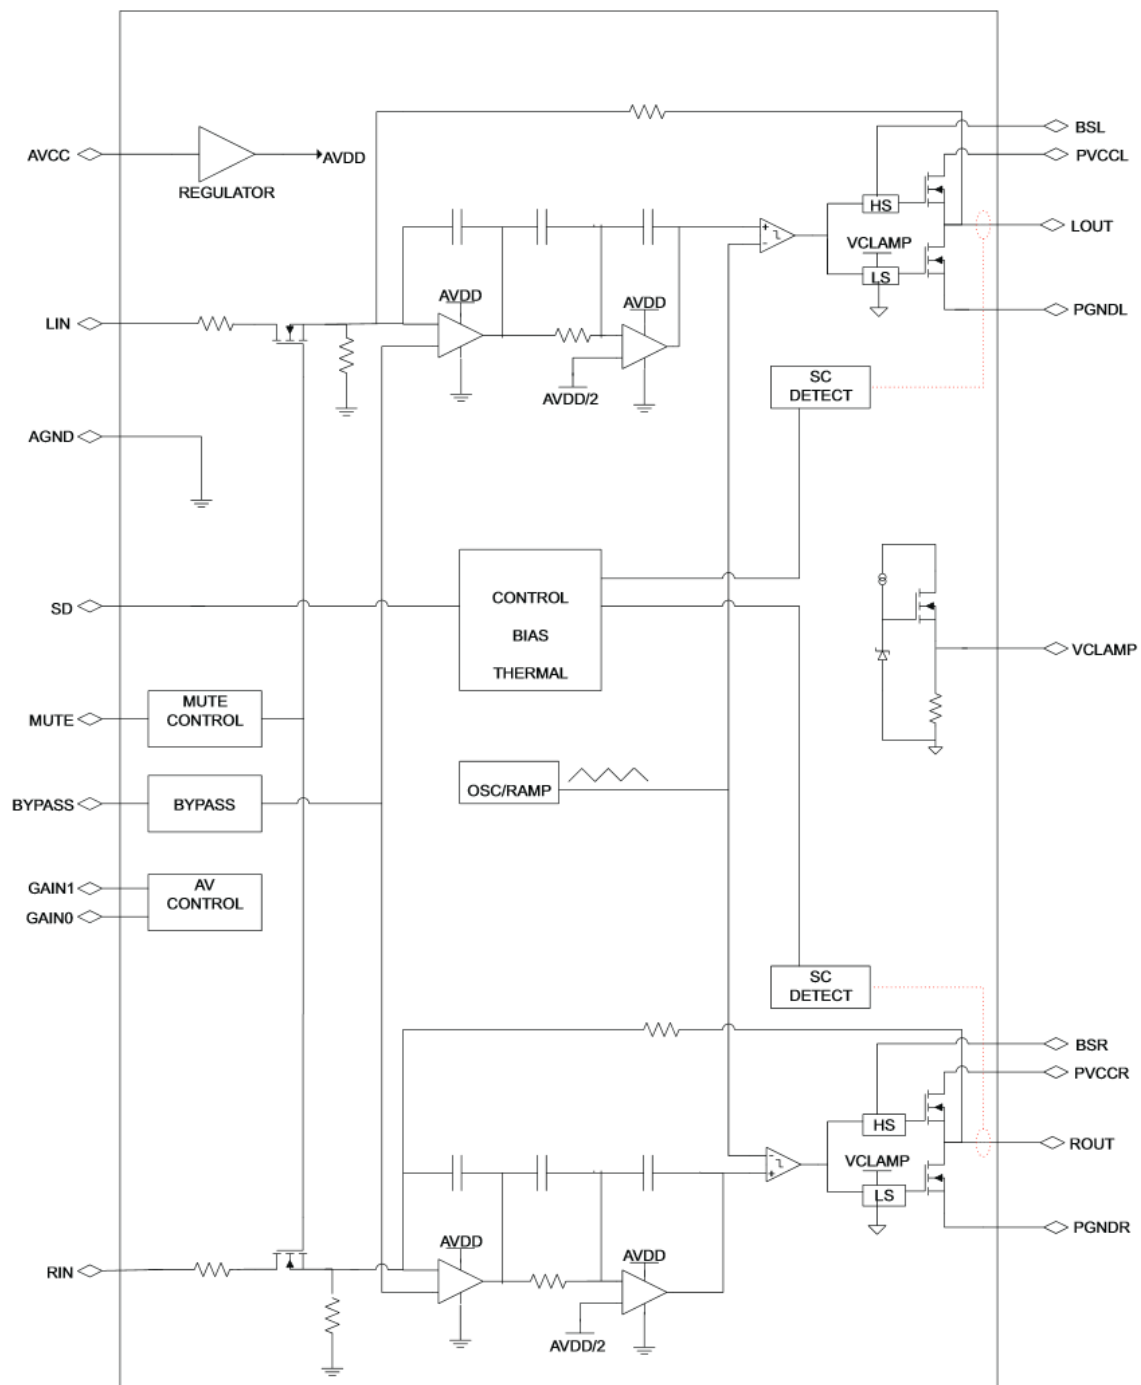 BSL
AVCC
AVDD
PVCCL
REGULATOR
HS
+
-
VCLAMP
LOUT
LS
AVDD
AVDD
LIN
PGNDL
AVDD/2
SC
DETECT
AGND
CONTROL
BIAS
THERMAL
SD
VCLAMP
MUTE
CONTROL
MUTE
BYPASS
BYPASS
OSC/RAMP
GAIN1
GAIN0
AV
CONTROL
SC
DETECT
BSR
PVCCR
HS
-
+
VCLAMP
ROUT
LS
PGNDR
AVDD
AVDD
RIN
AVDD/2